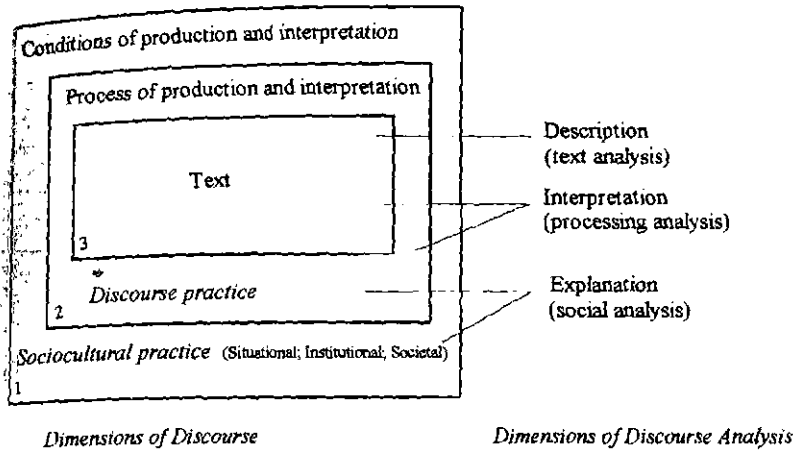 Conditions of production and interpretation
Process of production and interpretation
Text
3
Discourse practice
2
Sociocultural practice (Situational; Institutional; Societal)
1
Description
(text analysis)
Interpretation
(processing analysis)
Explanation
(social analysis)
Dimensions of Discourse
Dimensions of Discourse Analysis